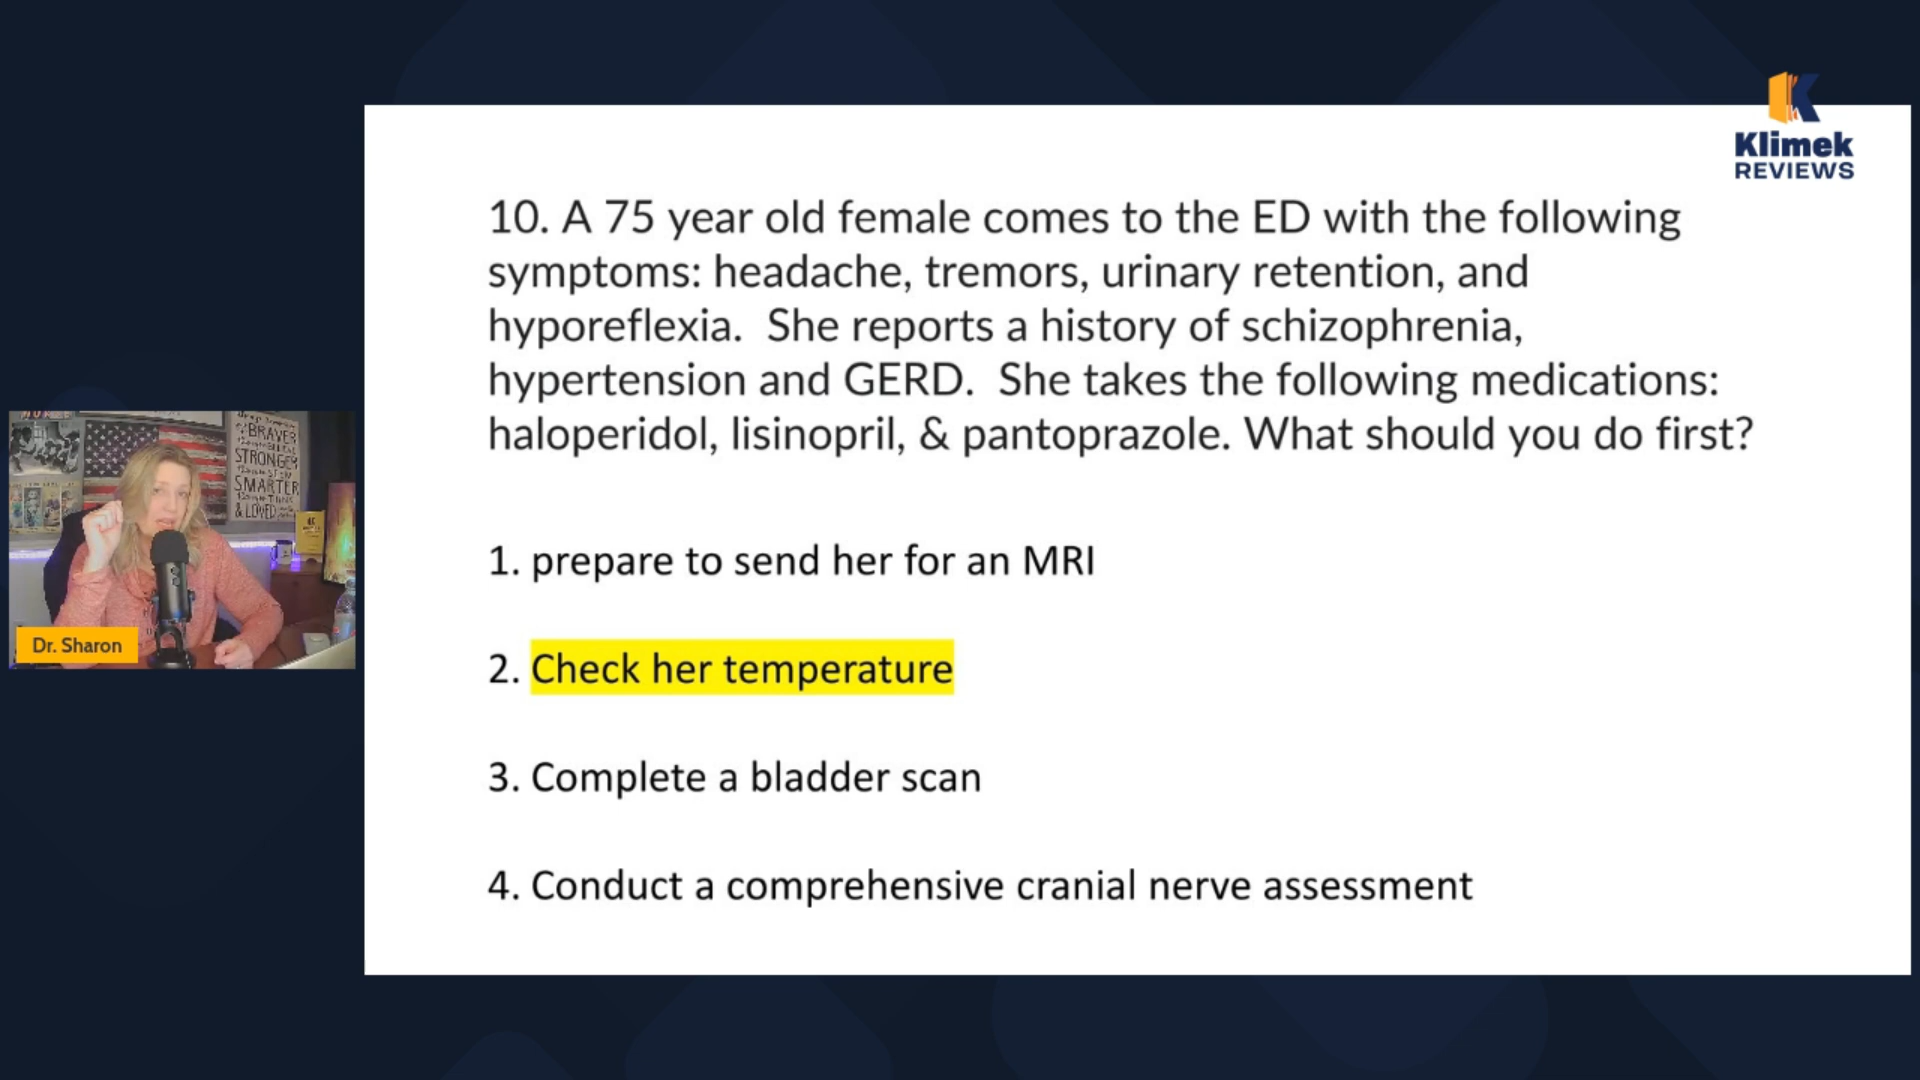 Klimek
REVIEWS
10. A 75 year old female comes to the ED with the following
symptoms: headache, tremors, urinary retention, and
hyporeflexia. She reports a history of schizophrenia,
hypertension and GERD. She takes the following medications:
haloperidol, lisinopril, & pantoprazole. What should you do first?
1. prepare to send her for an MRI
2. Check her temperature
3. Complete a bladder scan
4. Conduct a comprehensive cranial nerve assessment
BRAVER
STRONGER
SMARTER
& LOVED
Dr. Sharon